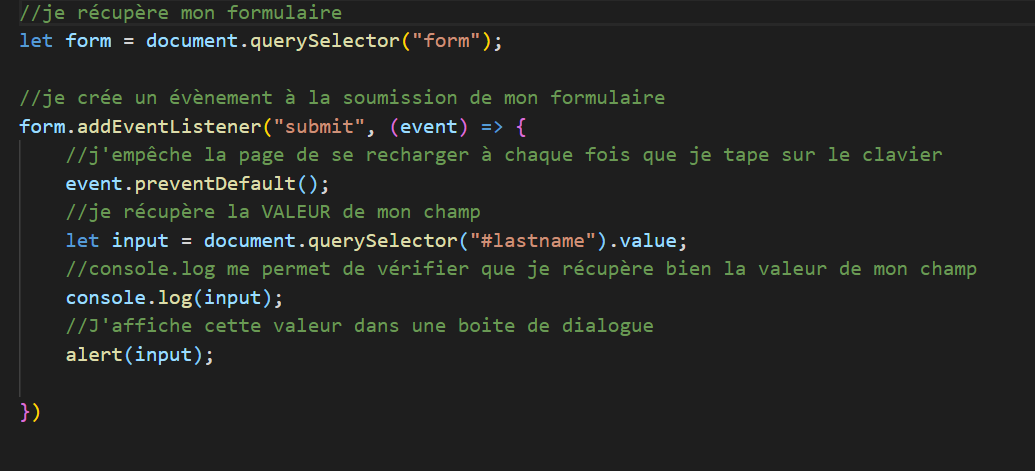 //je récupère mon formulaire
let form = document.querySelector("form");
//je crée un évènement à la soumission de mon formulaire
form.addEventListener("submit", (event) => {
//j'empêche la page de se recharger à chaque fois que je tape sur le clavier
event.preventDefault();
//je récupère la VALEUR de mon champ
let input = document.querySelector("#lastname").value;
//console.log me permet de vérifier que je récupère bien la valeur de mon champ
console.log(input);
//J'affiche cette valeur dans une boite de dialogue
alert(input);
})